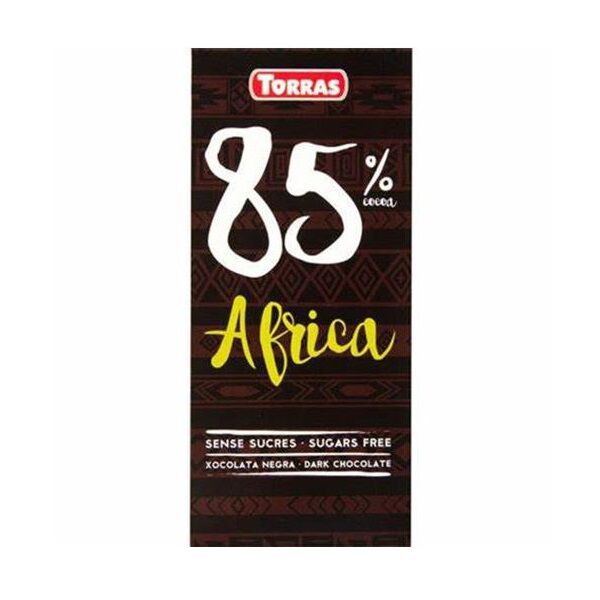 TORRAS
85%
cocoa
Africa
SENSE SUCRES · SUGARS FREE
XOCOLATA NEGRA · DARK CHOCOLATE